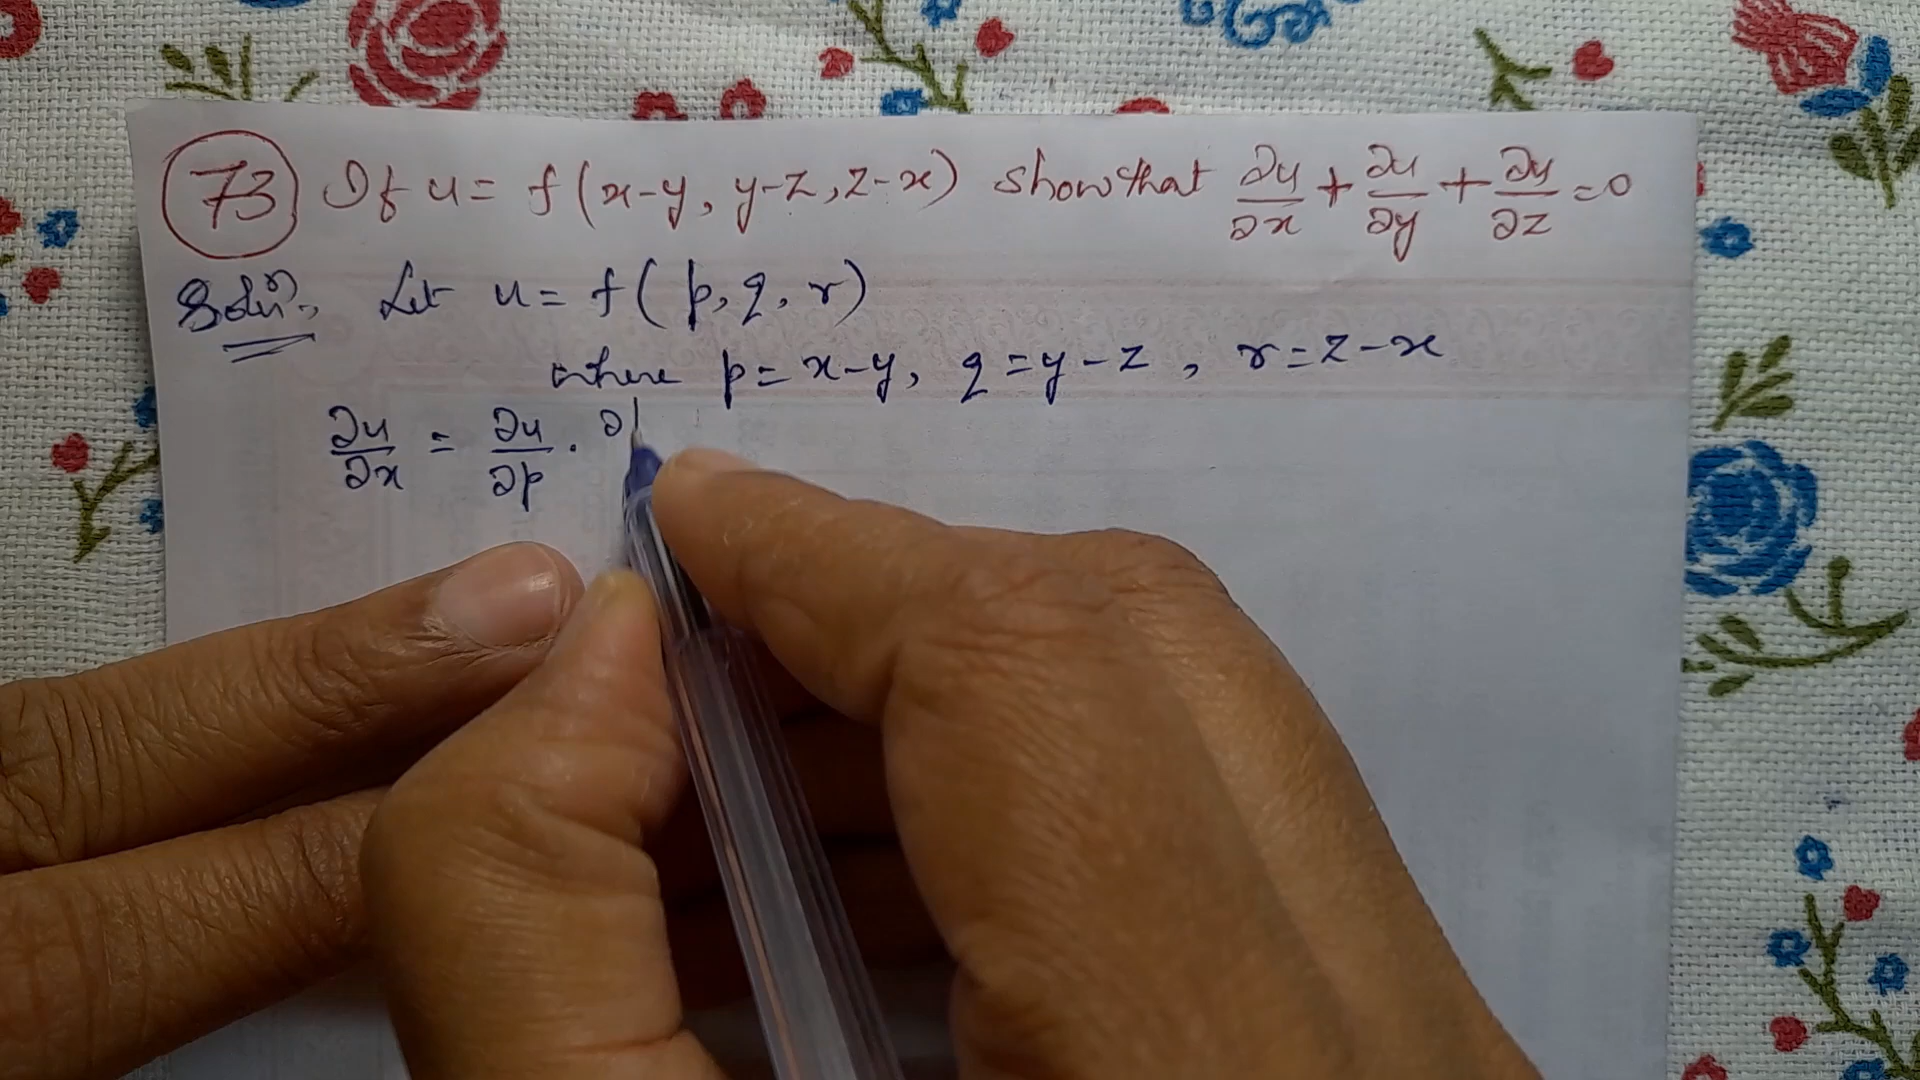 73 If u = f(x-y, y-z, z-x) show that ∂u/∂x + ∂u/∂y + ∂u/∂z = 0
Soln:, Let u = f(p, q, r)
where p = x-y, q = y-z, r = z-x
∂u/∂x = ∂u/∂p . ∂